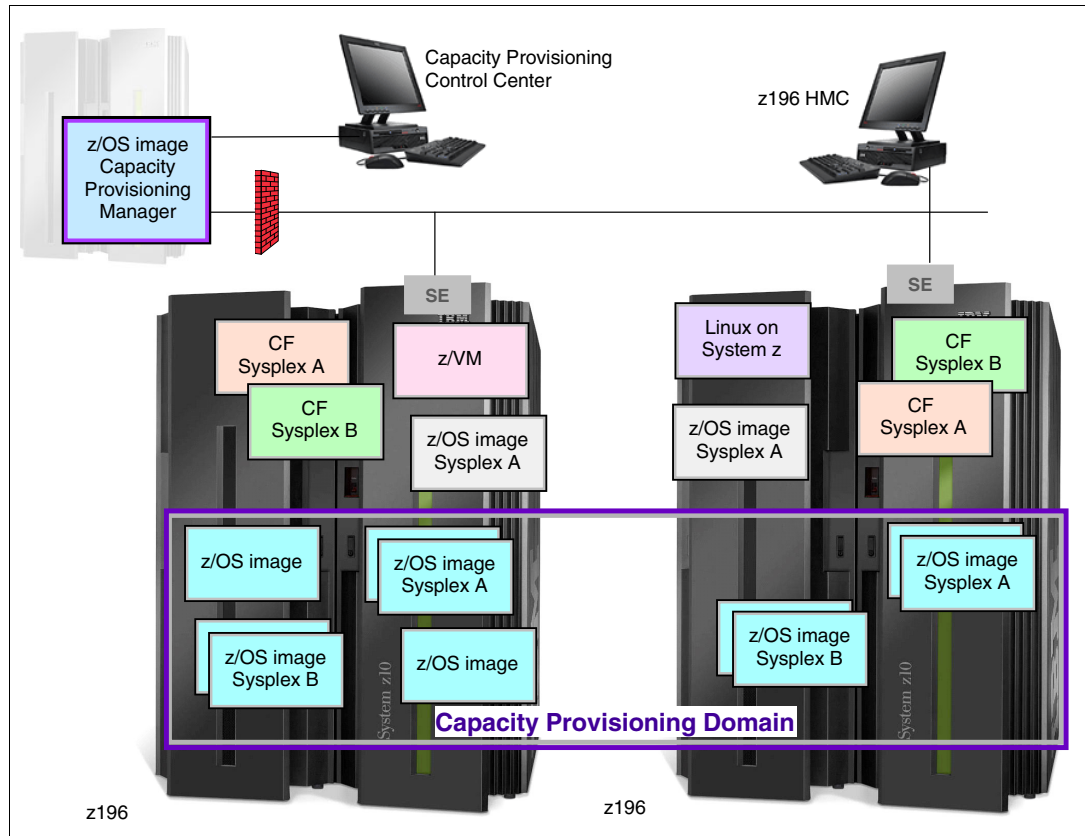 Capacity Provisioning
Control Center
z196 HMC
z/OS image
Capacity
Provisioning
Manager
SE
SE
IBM
CF
Sysplex A
z/VM
CF
Sysplex B
z/OS image
Sysplex A
Linux on
System z
CF
Sysplex B
CF
Sysplex A
z/OS image
Sysplex A
z/OS image
z/OS image
Sysplex A
z/OS image
Sysplex B
z/OS image
z/OS image
Sysplex A
z/OS image
Sysplex B
System z10
System z10
Capacity Provisioning Domain
z196
z196